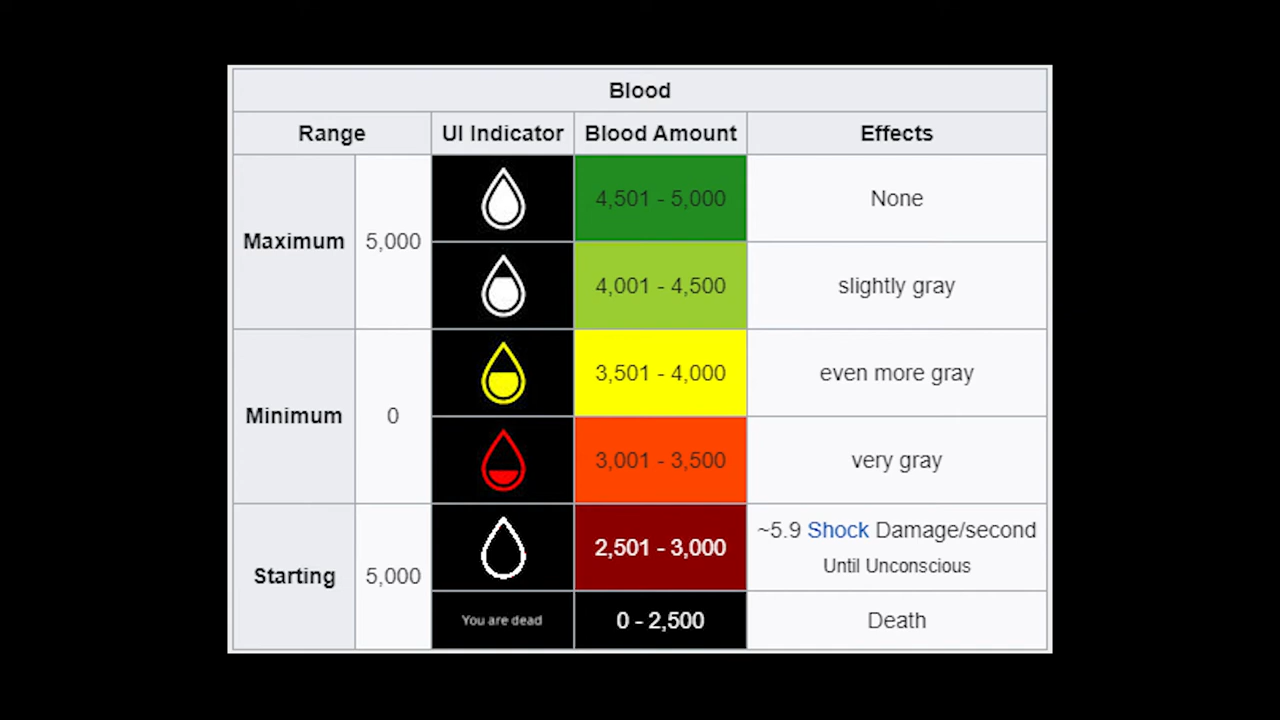 Blood
Range UI Indicator Blood Amount Effects
Maximum 5,000 4,501 - 5,000 None
4,001 - 4,500 slightly gray
Minimum 0 3,501 - 4,000 even more gray
3,001 - 3,500 very gray
Starting 5,000 2,501 - 3,000 ~5.9 Shock Damage/second
Until Unconscious
You are dead 0 - 2,500 Death